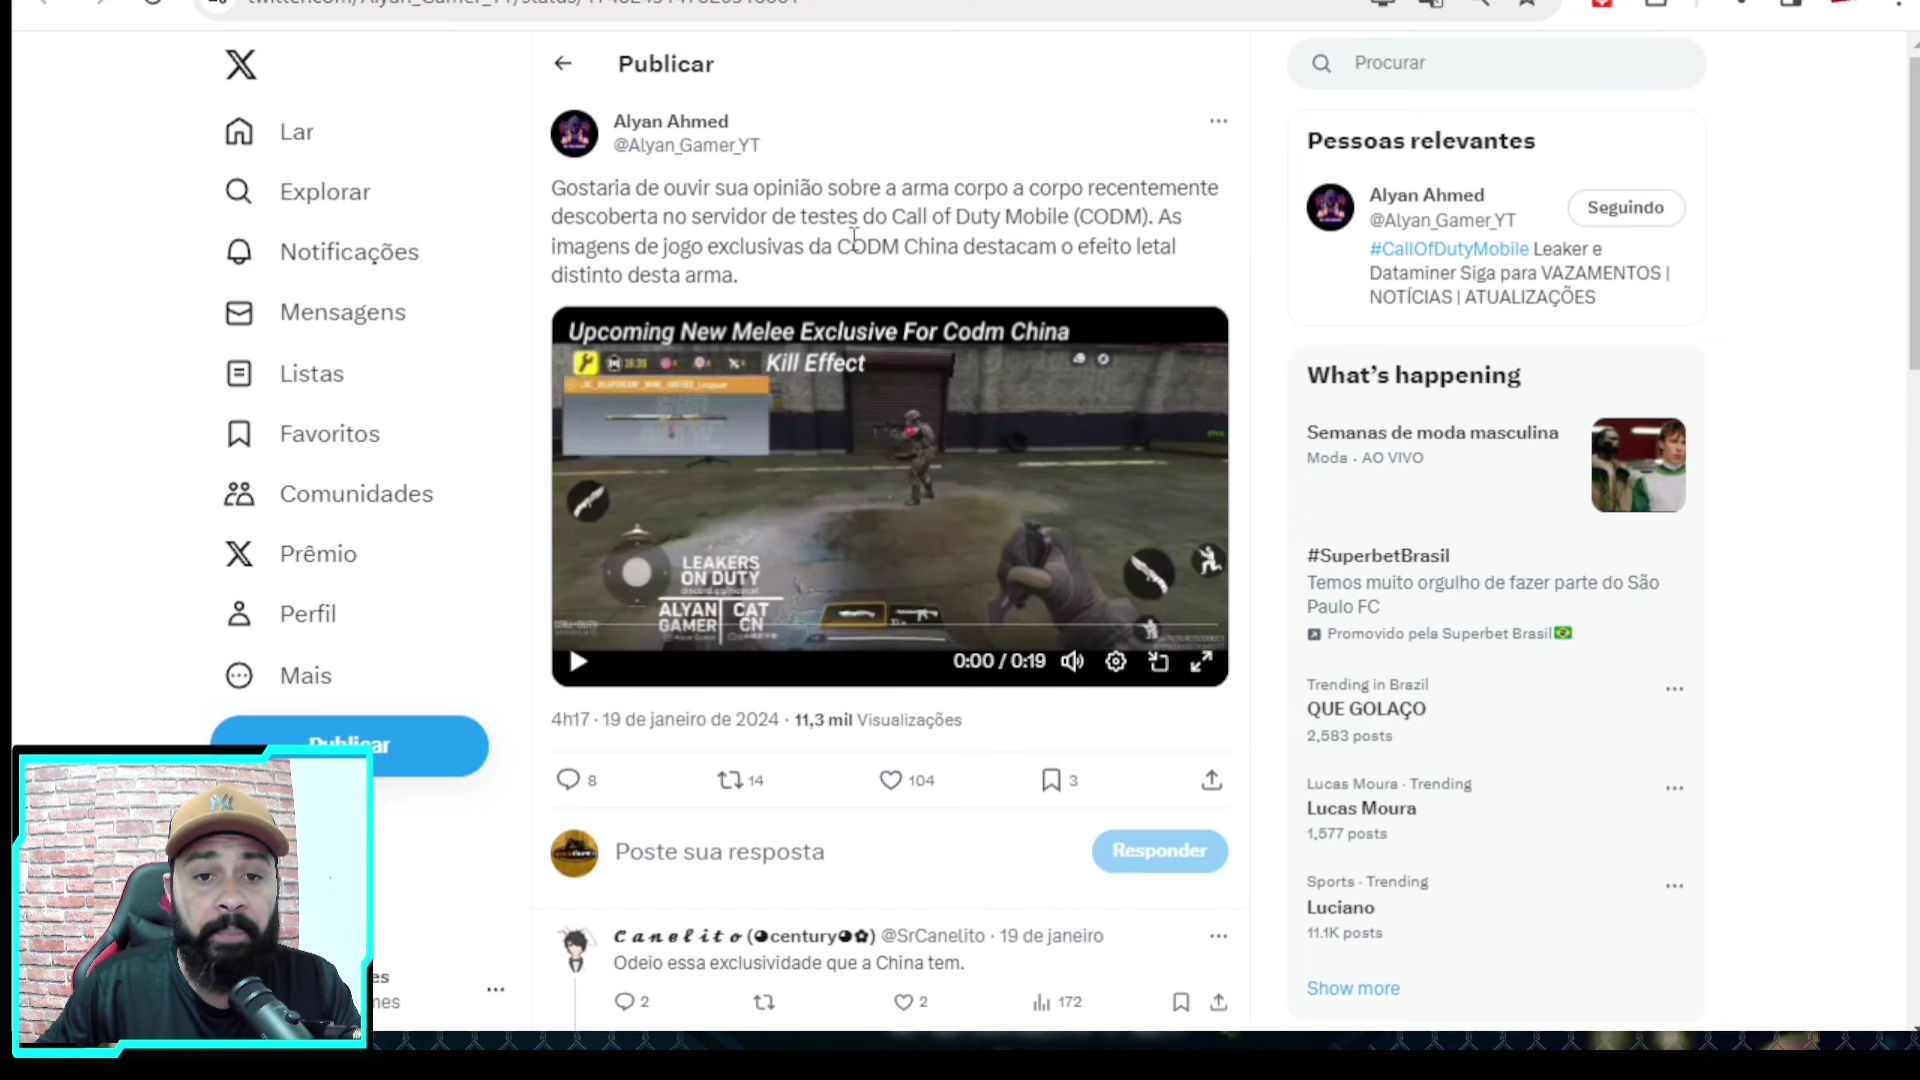 Publicar
Alyan Ahmed
@Alyan_Gamer_YT
Gostaria de ouvir sua opinião sobre a arma corpo a corpo recentemente
descoberta no servidor de testes do Call of Duty Mobile (CODM). As
imagens de jogo exclusivas da CODM China destacam o efeito letal
distinto desta arma.
Upcoming New Melee Exclusive For Codm China
Kill Effect
LEAKERS
ON DUTY
ALYAN GAMER
CAT CN
0:00 / 0:19
4h17 · 19 de janeiro de 2024 · 11,3 mil Visualizações
8 14 104 3
Poste sua resposta
Responder
𝓒𝓪𝓷𝓮𝓵𝓲𝓽𝓸 (◕century◕✿) @SrCanelito · 19 de janeiro
Odeio essa exclusividade que a China tem.
2 2 172
Lar
Explorar
Notificações
Mensagens
Listas
Favoritos
Comunidades
Prêmio
Perfil
Mais
Publicar
Procurar
Pessoas relevantes
Alyan Ahmed
@Alyan_Gamer_YT
Seguindo
#CallOfDutyMobile Leaker e
Dataminer Siga para VAZAMENTOS |
NOTÍCIAS | ATUALIZAÇÕES
What's happening
Semanas de moda masculina
Moda · AO VIVO
#SuperbetBrasil
Temos muito orgulho de fazer parte do São
Paulo FC
Promovido pela Superbet Brasil🇧🇷
Trending in Brazil
QUE GOLAÇO
2,583 posts
Lucas Moura · Trending
Lucas Moura
1,577 posts
Sports · Trending
Luciano
11.1K posts
Show more